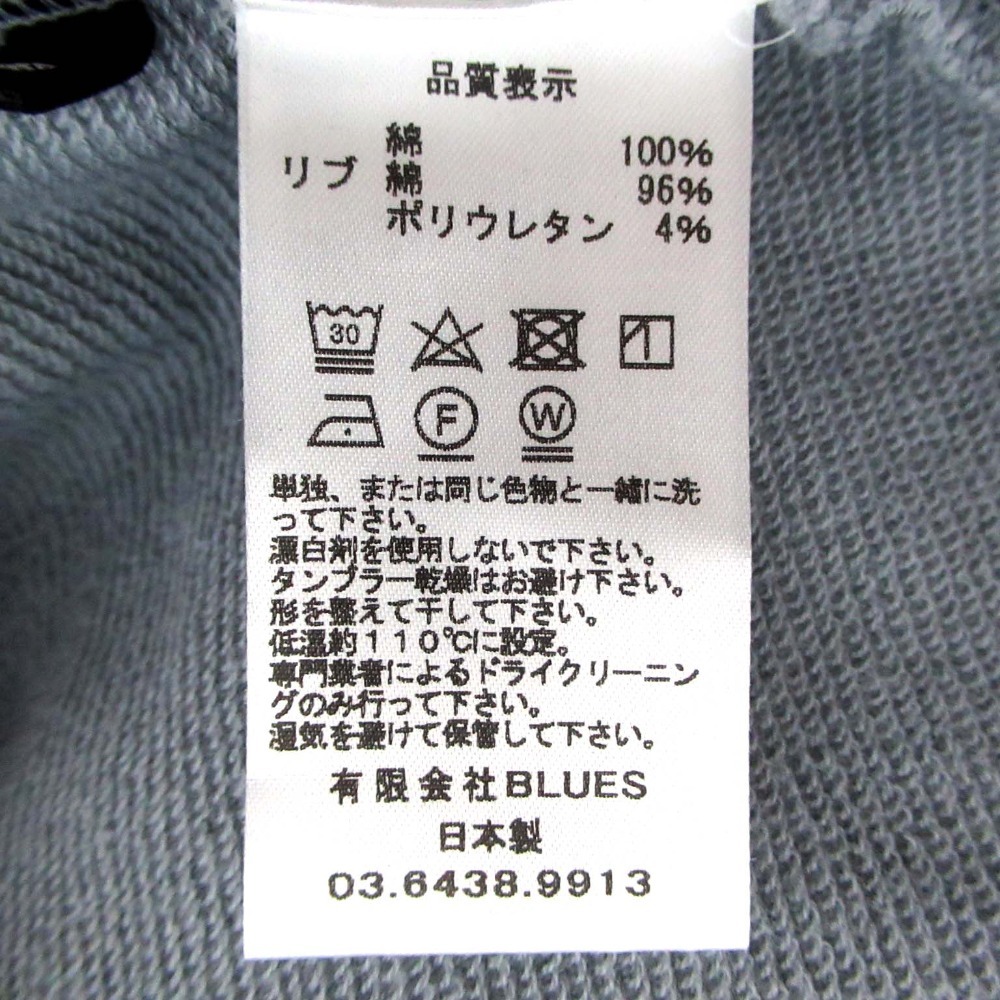 品質表示
綿 100%
リブ 綿 96%
ポリウレタン 4%
30
F W
単独、または同じ色物と一緒に洗
って下さい。
漂白剤を使用しないで下さい。
タンブラー乾燥はお避け下さい。
形を整えて干して下さい。
低温約110℃に設定。
専門業者によるドライクリーニン
グのみ行って下さい。
湿気を避けて保管して下さい。
有限会社BLUES
日本製
03.6438.9913